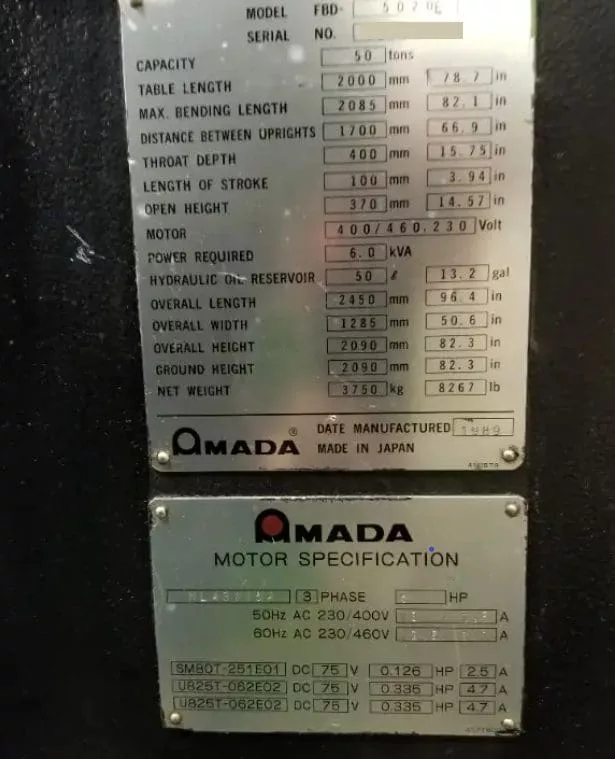 MODEL FBD- 5020E
SERIAL NO.
CAPACITY 50 tons
TABLE LENGTH 2000 mm 78.7 in
MAX. BENDING LENGTH 2085 mm 82.1 in
DISTANCE BETWEEN UPRIGHTS 1700 mm 66.9 in
THROAT DEPTH 400 mm 15.75 in
LENGTH OF STROKE 100 mm 3.94 in
OPEN HEIGHT 370 mm 14.57 in
MOTOR 400/460.230 Volt
POWER REQUIRED 6.0 kVA
HYDRAULIC OIL RESERVOIR 50 ℓ 13.2 gal
OVERALL LENGTH 2450 mm 96.4 in
OVERALL WIDTH 1285 mm 50.6 in
OVERALL HEIGHT 2090 mm 82.3 in
GROUND HEIGHT 2090 mm 82.3 in
NET WEIGHT 3750 kg 8267 lb
AMADA ® DATE MANUFACTURED 1989
MADE IN JAPAN
AMADA
MOTOR SPECIFICATION
3 PHASE HP
50Hz AC 230/400V A
60Hz AC 230/460V A
SM80T-251E01 DC 75 V 0.126 HP 2.5 A
U825T-062E02 DC 75 V 0.335 HP 4.7 A
U825T-062E02 DC 75 V 0.335 HP 4.7 A